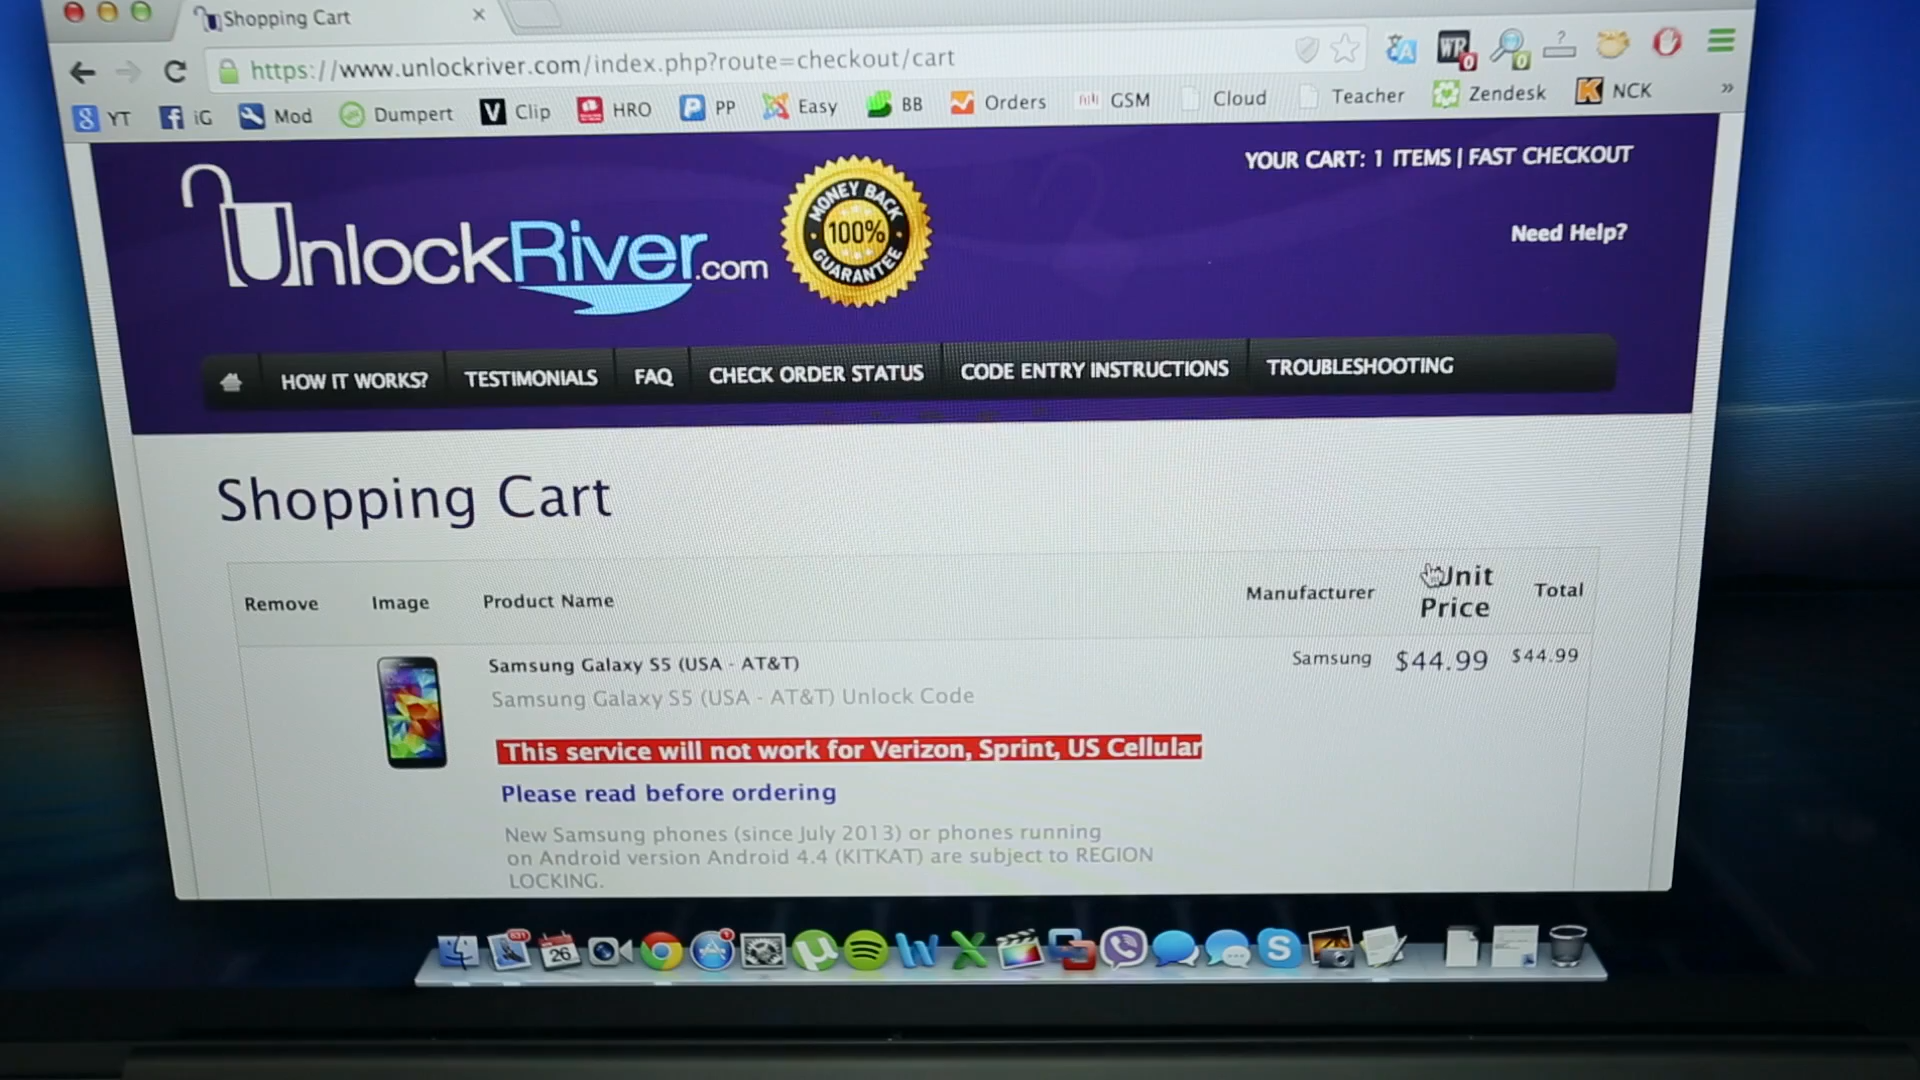 Shopping Cart
https://www.unlockriver.com/index.php?route=checkout/cart
WR 0 0 ?
YT iG Mod Dumpert V Clip HRO PP Easy BB Orders GSM Cloud Teacher Zendesk K NCK »
YOUR CART: 1 ITEMS | FAST CHECKOUT
UnlockRiver.com
MONEY BACK
100%
GUARANTEE
Need Help?
HOW IT WORKS? TESTIMONIALS FAQ CHECK ORDER STATUS CODE ENTRY INSTRUCTIONS TROUBLESHOOTING
Shopping Cart
Remove Image Product Name Manufacturer Unit Price Total
Samsung Galaxy S5 (USA - AT&T) Samsung $44.99 $44.99
Samsung Galaxy S5 (USA - AT&T) Unlock Code
This service will not work for Verizon, Sprint, US Cellular
Please read before ordering
New Samsung phones (since July 2013) or phones running
on Android version Android 4.4 (KITKAT) are subject to REGION
LOCKING.
26